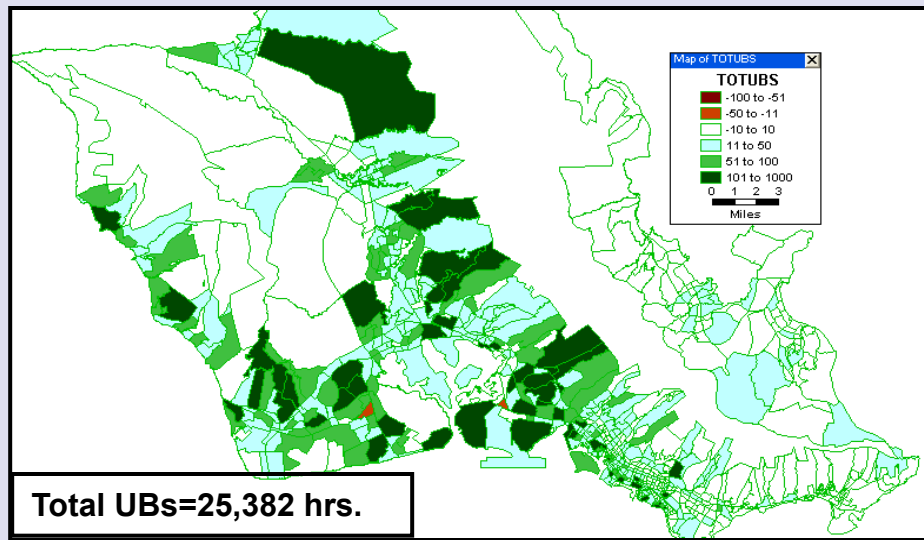 Map of TOTUBS
TOTUBS
-100 to -51
-50 to -11
-10 to 10
11 to 50
51 to 100
101 to 1000
0 1 2 3
Miles
Total UBs=25,382 hrs.